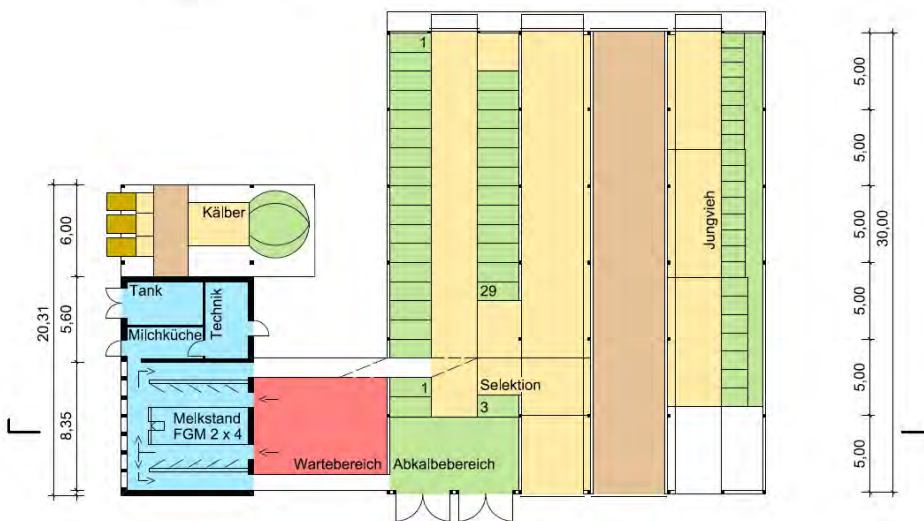 1
5,00
5,00
5,00
5,00
5,00
5,00
30,00
Jungvieh
Kälber
6,00
5,60
8,35
20,31
29
Tank
Technik
Milchküche
1
Selektion
3
Melkstand
FGM 2 x 4
Wartebereich
Abkalbebereich